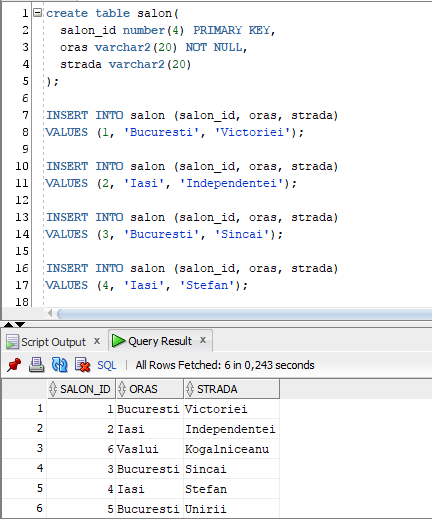 1 create table salon(
2 salon_id number(4) PRIMARY KEY,
3 oras varchar2(20) NOT NULL,
4 strada varchar2(20)
5 );
6
7 INSERT INTO salon (salon_id, oras, strada)
8 VALUES (1, 'Bucuresti', 'Victoriei');
9
10 INSERT INTO salon (salon_id, oras, strada)
11 VALUES (2, 'Iasi', 'Independentei');
12
13 INSERT INTO salon (salon_id, oras, strada)
14 VALUES (3, 'Bucuresti', 'Sincai');
15
16 INSERT INTO salon (salon_id, oras, strada)
17 VALUES (4, 'Iasi', 'Stefan');
18
Script Output x Query Result x
SQL | All Rows Fetched: 6 in 0,243 seconds
SALON_ID ORAS STRADA
1 1 Bucuresti Victoriei
2 2 Iasi Independentei
3 6 Vaslui Kogalniceanu
4 3 Bucuresti Sincai
5 4 Iasi Stefan
6 5 Bucuresti Unirii